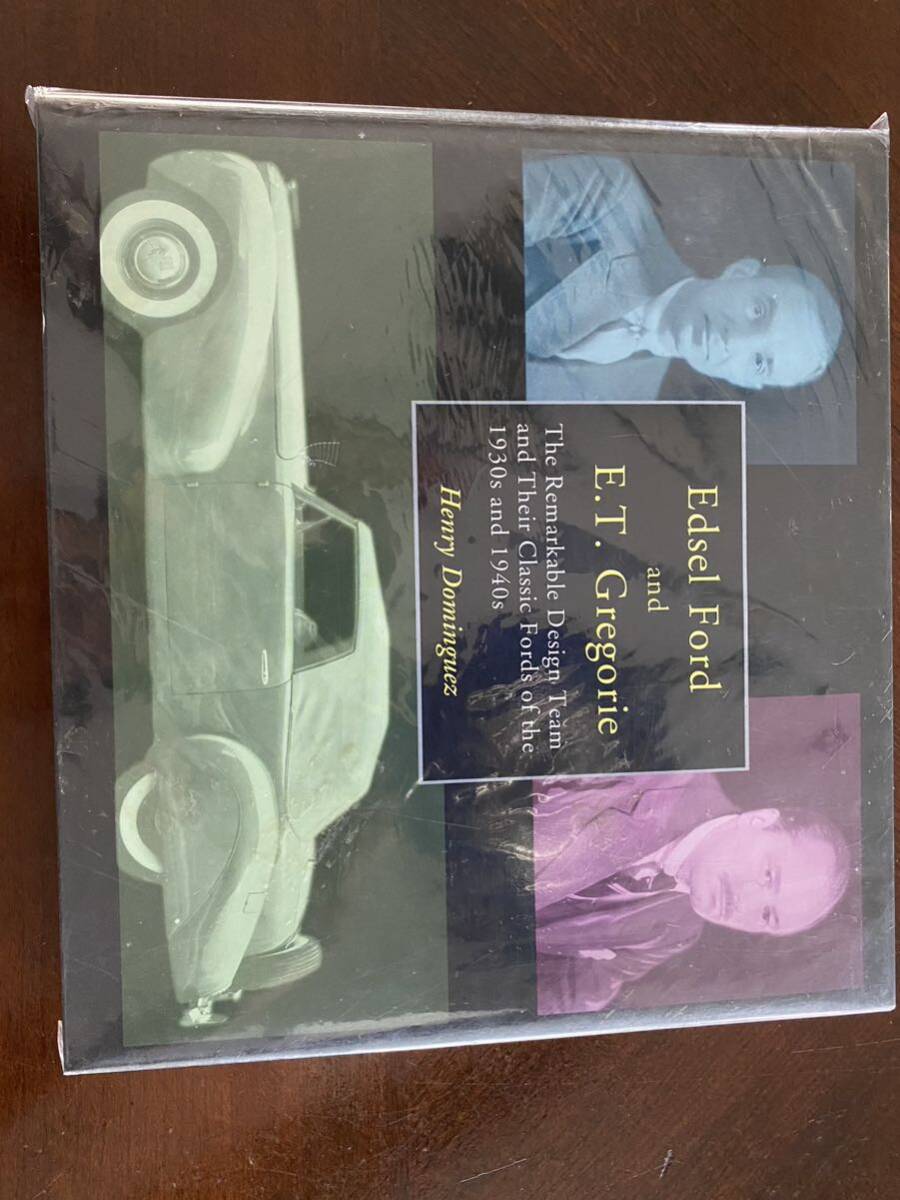 Edsel Ford
and
E.T. Gregorie
The Remarkable Design Team
and Their Classic Fords of the
1930s and 1940s
Henry Dominguez